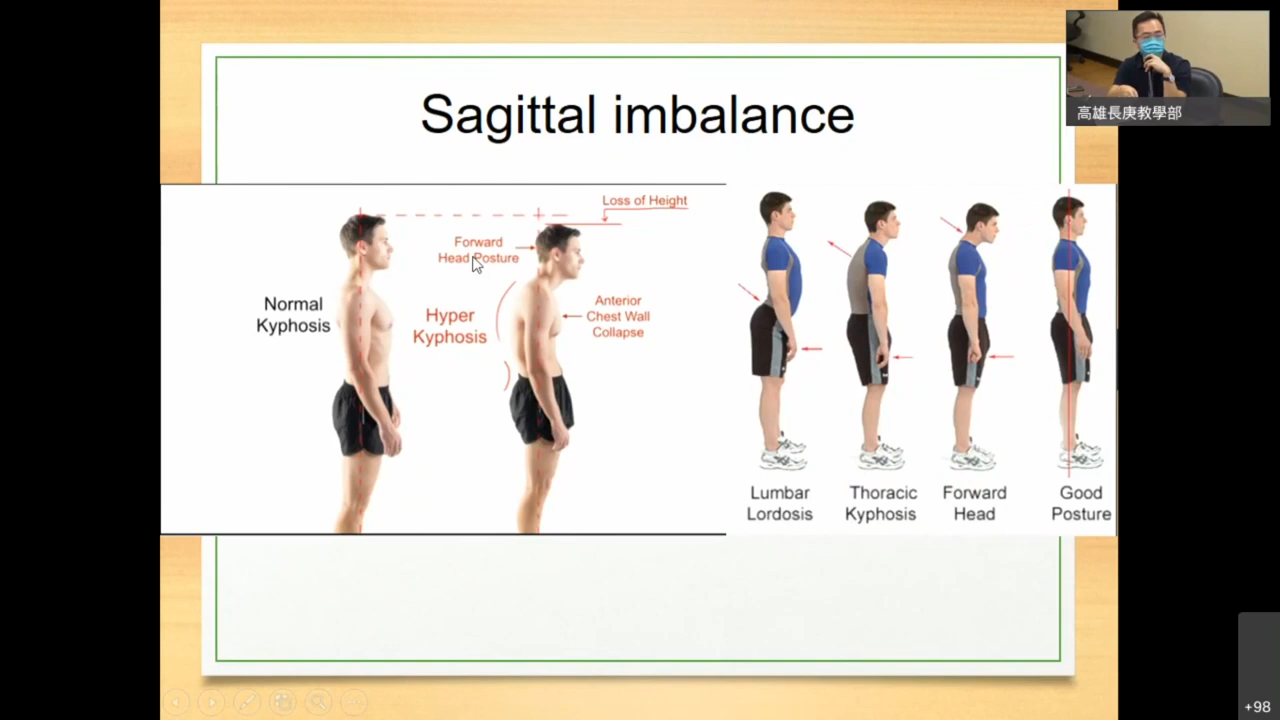 Sagittal imbalance
高雄長庚教學部
Loss of Height
Forward
Head Posture
Normal
Kyphosis
Hyper
Kyphosis
Anterior
Chest Wall
Collapse
Lumbar
Lordosis
Thoracic
Kyphosis
Forward
Head
Good
Posture
+98